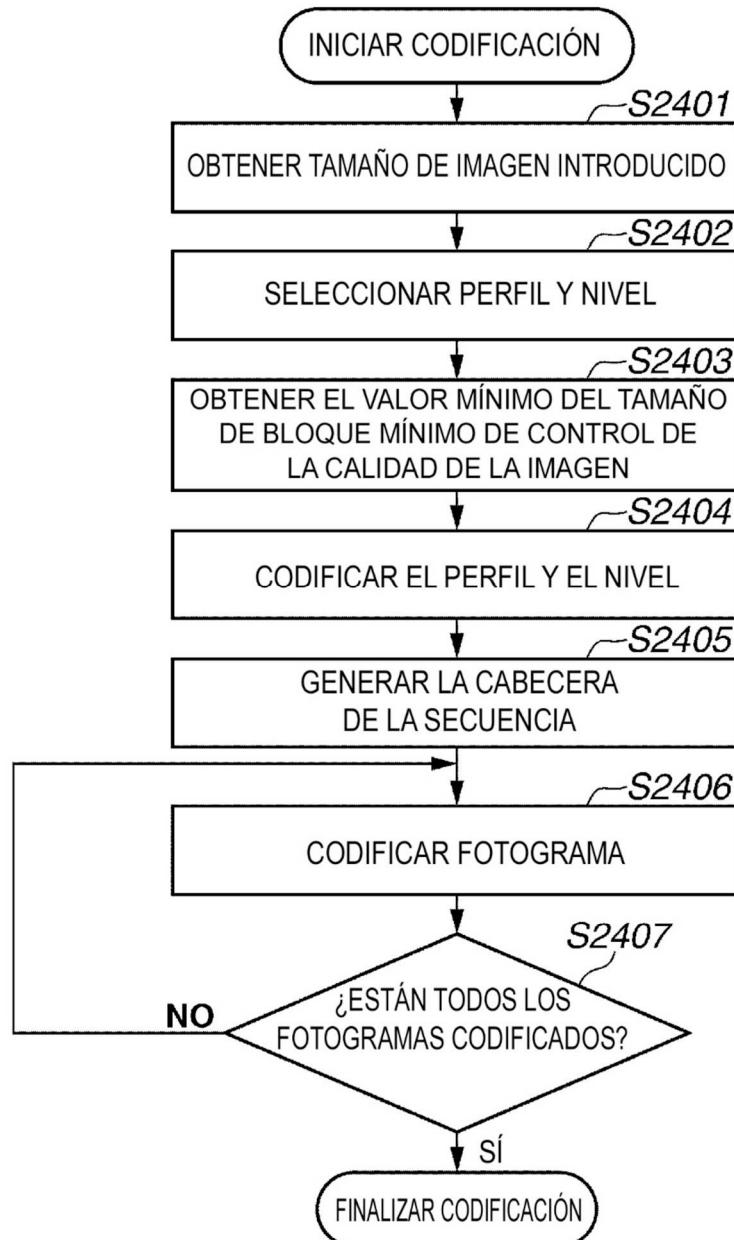 INICIAR CODIFICACIÓN
S2401
OBTENER TAMAÑO DE IMAGEN INTRODUCIDO
S2402
SELECCIONAR PERFIL Y NIVEL
S2403
OBTENER EL VALOR MÍNIMO DEL TAMAÑO
DE BLOQUE MÍNIMO DE CONTROL DE
LA CALIDAD DE LA IMAGEN
S2404
CODIFICAR EL PERFIL Y EL NIVEL
S2405
GENERAR LA CABECERA
DE LA SECUENCIA
S2406
CODIFICAR FOTOGRAMA
S2407
¿ESTÁN TODOS LOS
FOTOGRAMAS CODIFICADOS?
NO
SÍ
FINALIZAR CODIFICACIÓN